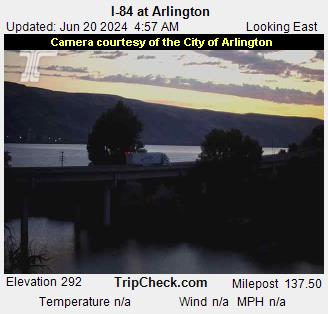 I-84 at Arlington
Updated: Jun 20 2024 4:57 AM Looking East
Camera courtesy of the City of Arlington
Elevation 292 TripCheck.com Milepost 137.50
Temperature n/a Wind n/a MPH n/a